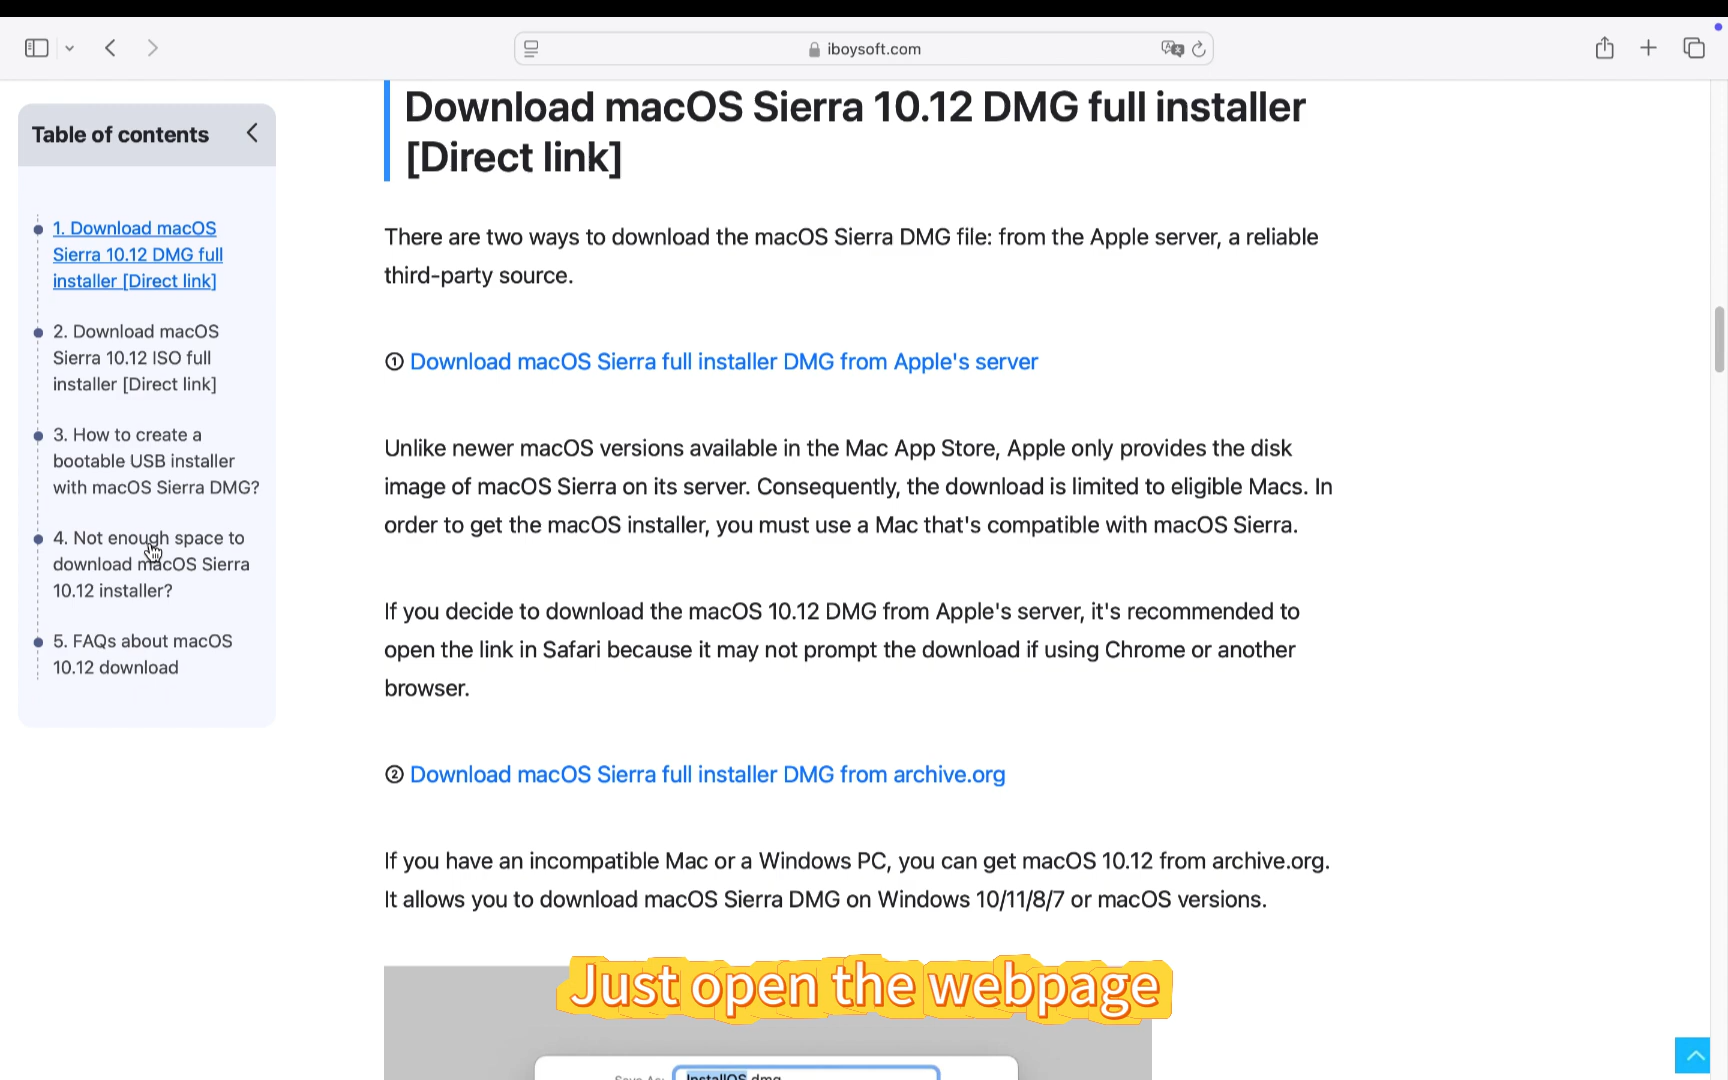 iboysoft.com
Table of contents
1. Download macOS
Sierra 10.12 DMG full
installer [Direct link]
2. Download macOS
Sierra 10.12 ISO full
installer [Direct link]
3. How to create a
bootable USB installer
with macOS Sierra DMG?
4. Not enough space to
download macOS Sierra
10.12 installer?
5. FAQs about macOS
10.12 download
Download macOS Sierra 10.12 DMG full installer
[Direct link]
There are two ways to download the macOS Sierra DMG file: from the Apple server, a reliable
third-party source.
① Download macOS Sierra full installer DMG from Apple's server
Unlike newer macOS versions available in the Mac App Store, Apple only provides the disk
image of macOS Sierra on its server. Consequently, the download is limited to eligible Macs. In
order to get the macOS installer, you must use a Mac that's compatible with macOS Sierra.
If you decide to download the macOS 10.12 DMG from Apple's server, it's recommended to
open the link in Safari because it may not prompt the download if using Chrome or another
browser.
② Download macOS Sierra full installer DMG from archive.org
If you have an incompatible Mac or a Windows PC, you can get macOS 10.12 from archive.org.
It allows you to download macOS Sierra DMG on Windows 10/11/8/7 or macOS versions.
Just open the webpage
Save As: InstallOS.dmg